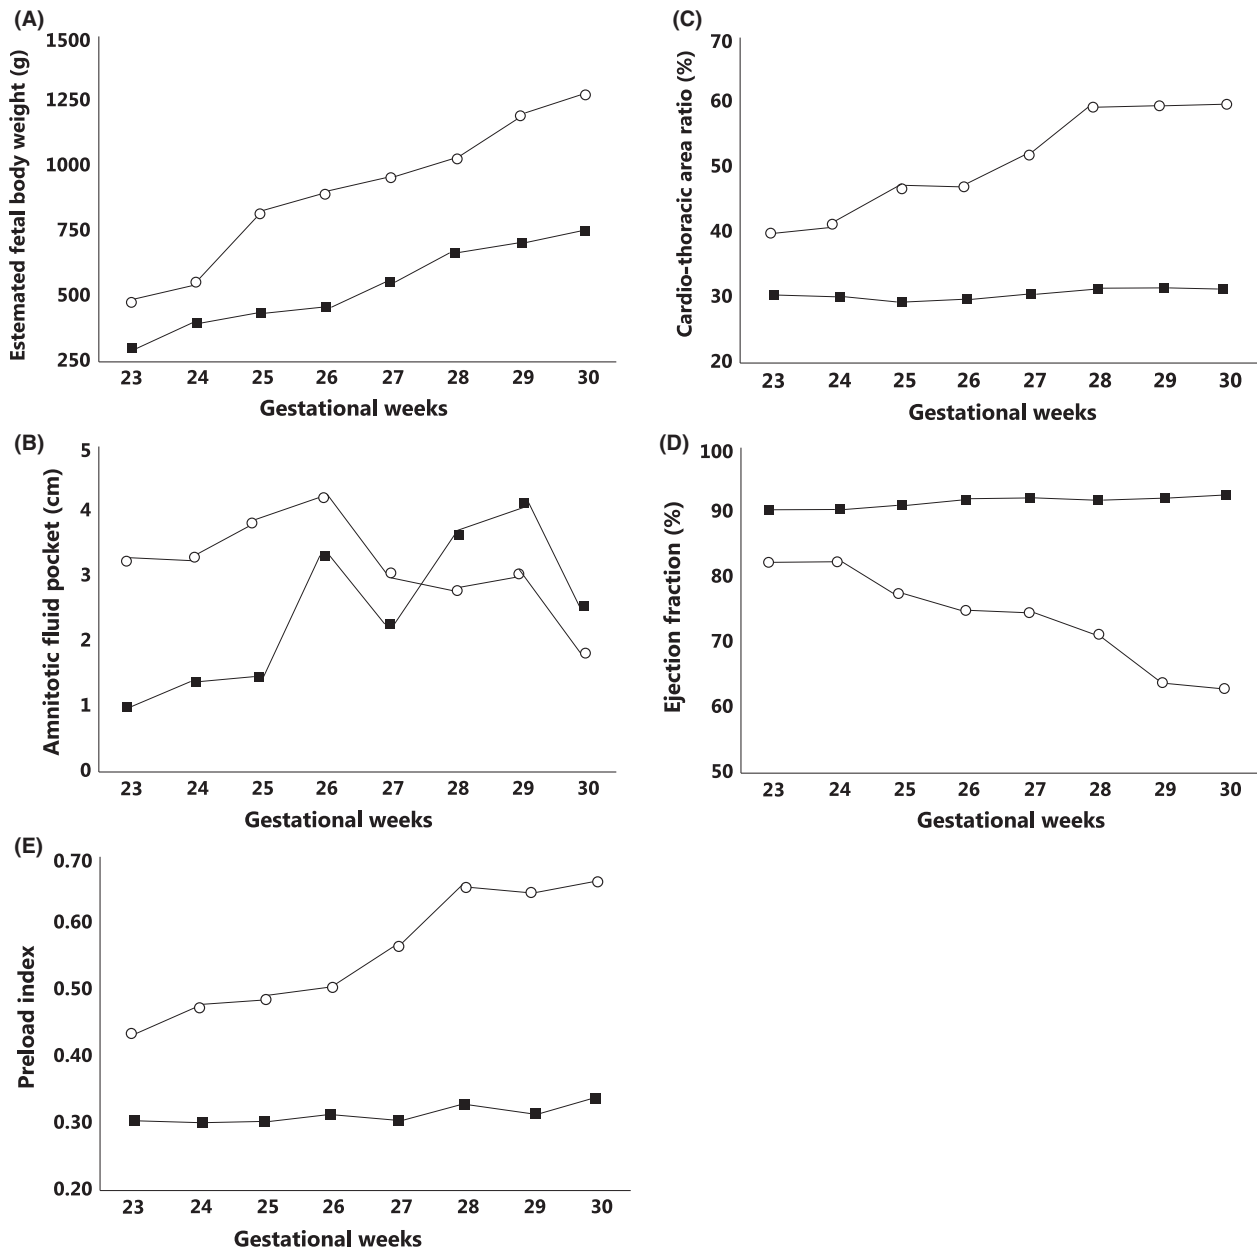 (A)
Estemated fetal body weight (g)
1500
1250
1000
750
500
250
23 24 25 26 27 28 29 30
Gestational weeks
(C)
Cardio-thoracic area ratio (%)
70
60
50
40
30
20
23 24 25 26 27 28 29 30
Gestational weeks
(B)
Amnitotic fluid pocket (cm)
5
4
3
2
1
0
23 24 25 26 27 28 29 30
Gestational weeks
(D)
Ejection fraction (%)
100
90
80
70
60
50
23 24 25 26 27 28 29 30
Gestational weeks
(E)
Preload index
0.70
0.60
0.50
0.40
0.30
0.20
23 24 25 26 27 28 29 30
Gestational weeks